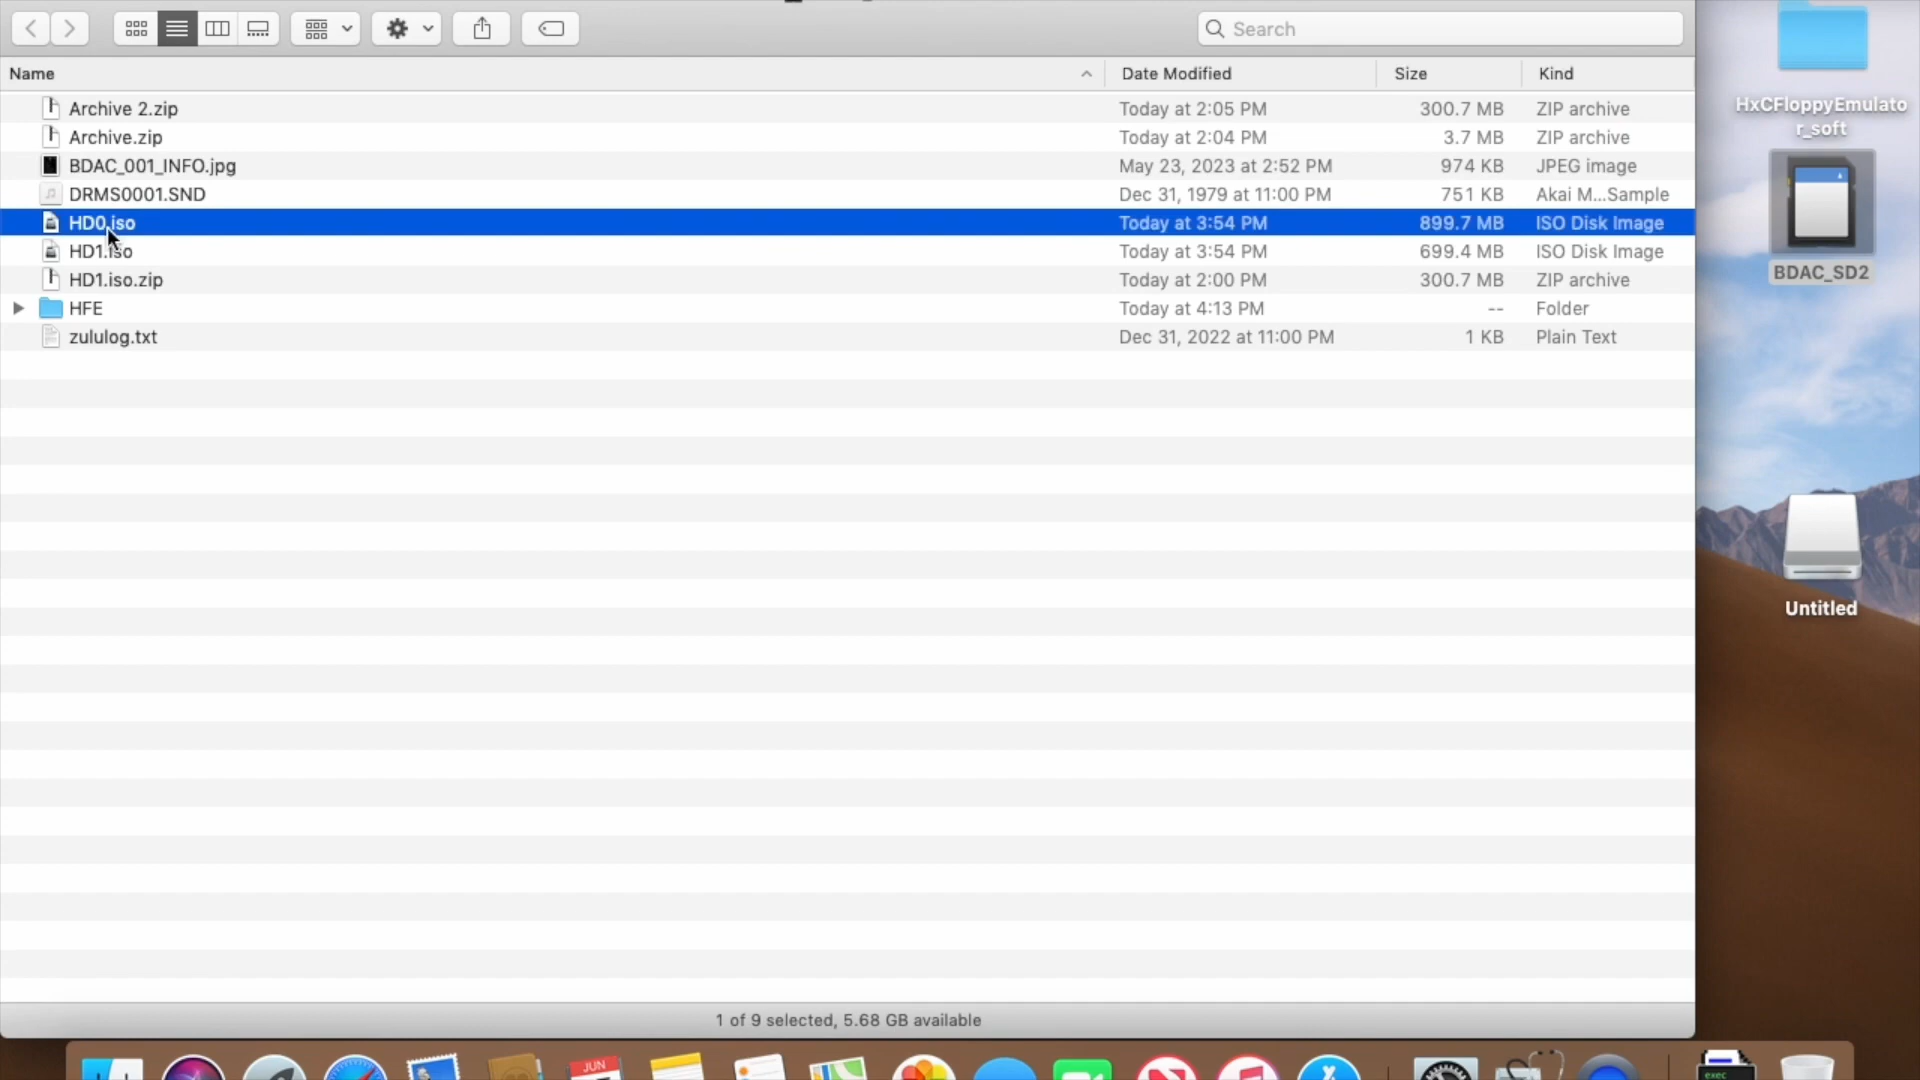 Search
Name Date Modified Size Kind
Archive 2.zip Today at 2:05 PM 300.7 MB ZIP archive
Archive.zip Today at 2:04 PM 3.7 MB ZIP archive
BDAC_001_INFO.jpg May 23, 2023 at 2:52 PM 974 KB JPEG image
DRMS0001.SND Dec 31, 1979 at 11:00 PM 751 KB Akai M...Sample
HD0.iso Today at 3:54 PM 899.7 MB ISO Disk Image
HD1.iso Today at 3:54 PM 699.4 MB ISO Disk Image
HD1.iso.zip Today at 2:00 PM 300.7 MB ZIP archive
HFE Today at 4:13 PM -- Folder
zululog.txt Dec 31, 2022 at 11:00 PM 1 KB Plain Text
1 of 9 selected, 5.68 GB available
HxCFloppyEmulato
r_soft
BDAC_SD2
Untitled
JUN
exec